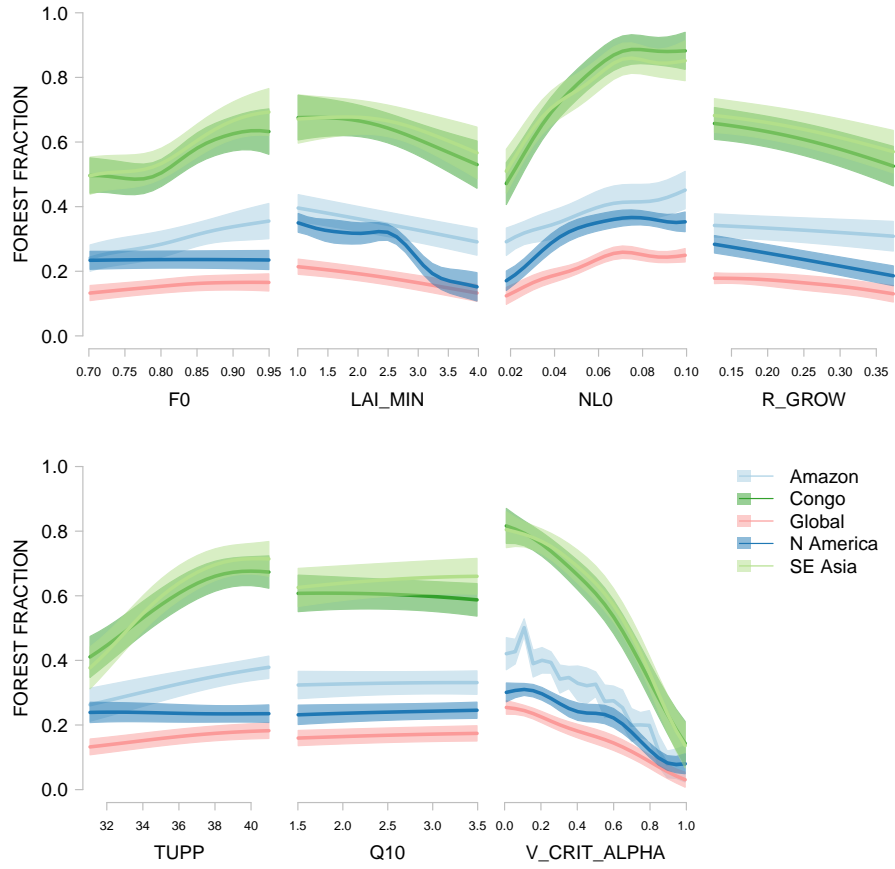 FOREST FRACTION
1.0
0.8
0.6
0.4
0.2
0.0
0.70 0.75 0.80 0.85 0.90 0.95
F0
1.0 1.5 2.0 2.5 3.0 3.5 4.0
LAI_MIN
0.02 0.04 0.06 0.08 0.10
NL0
0.15 0.20 0.25 0.30 0.35
R_GROW
FOREST FRACTION
1.0
0.8
0.6
0.4
0.2
0.0
32 34 36 38 40
TUPP
1.5 2.0 2.5 3.0 3.5
Q10
0.0 0.2 0.4 0.6 0.8 1.0
V_CRIT_ALPHA
Amazon
Congo
Global
N America
SE Asia